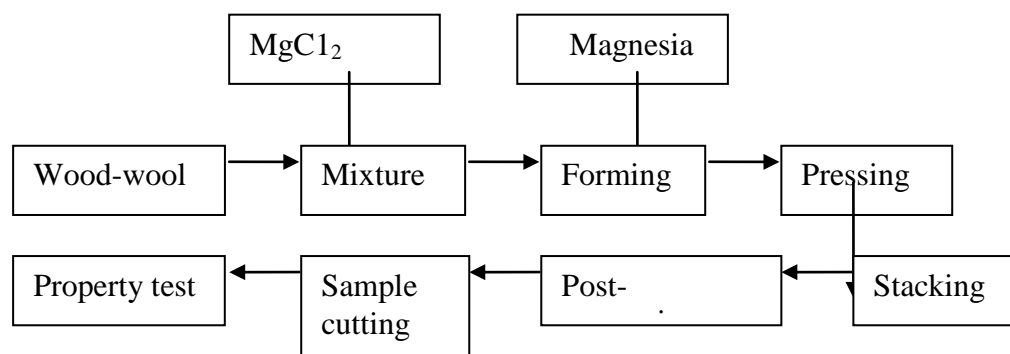 MgC1₂
Magnesia
Wood-wool
Mixture
Forming
Pressing
Property test
Sample
cutting
Post-
.
Stacking